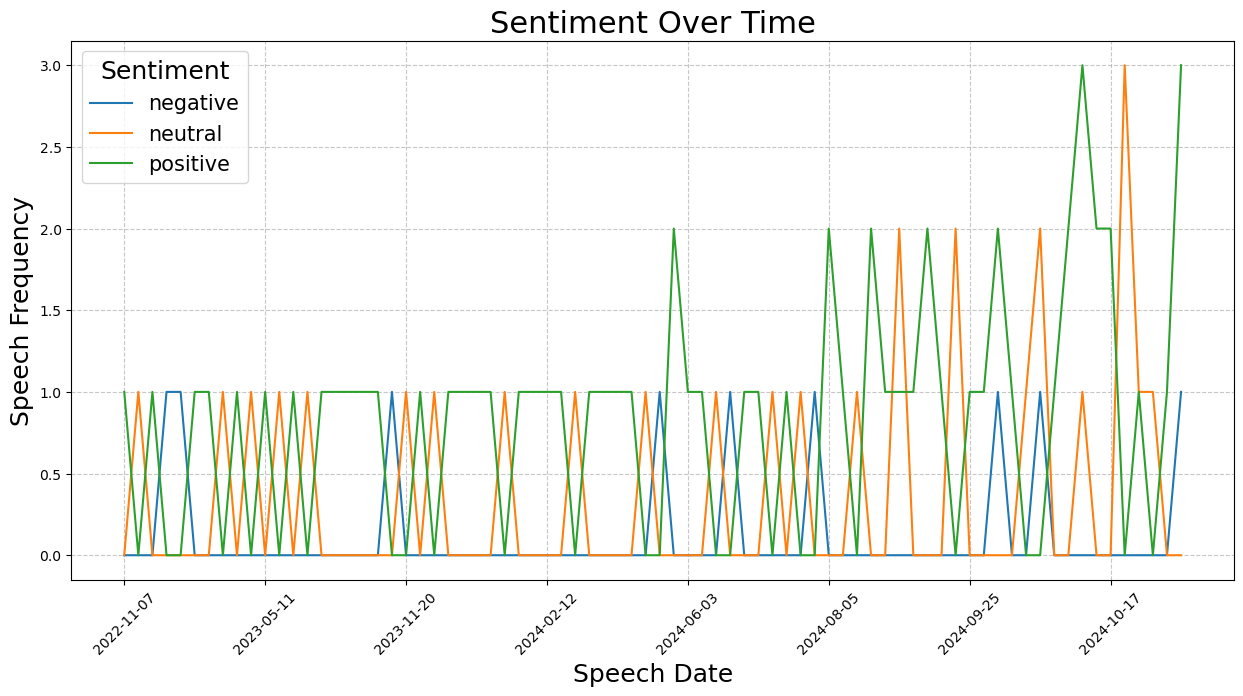 Sentiment Over Time
Speech Frequency
3.0
2.5
2.0
1.5
1.0
0.5
0.0
Sentiment
negative
neutral
positive
2022-11-07
2023-05-11
2023-11-20
2024-02-12
2024-06-03
2024-08-05
2024-09-25
2024-10-17
Speech Date